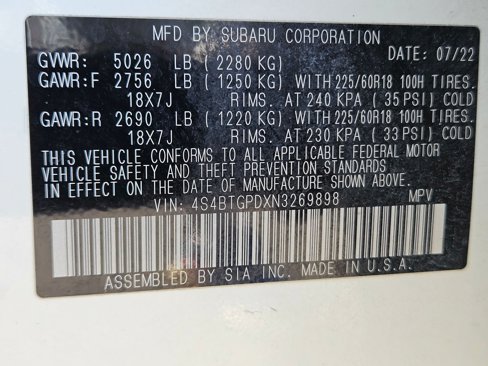 MFD BY SUBARU CORPORATION
DATE: 07/22
GVWR: 5026 LB (2280 KG)
GAWR:F 2756 LB (1250 KG) WITH 225/60R18 100H TIRES.
18X7J RIMS. AT 240 KPA (35 PSI) COLD
GAWR:R 2690 LB (1220 KG) WITH 225/60R18 100H TIRES.
18X7J RIMS. AT 230 KPA (33 PSI) COLD
THIS VEHICLE CONFORMS TO ALL APPLICABLE FEDERAL MOTOR
VEHICLE SAFETY AND THEFT PREVENTION STANDARDS
IN EFFECT ON THE DATE OF MANUFACTURE SHOWN ABOVE.
VIN: 4S4BTGPDXN3269898 MPV
ASSEMBLED BY SIA INC. MADE IN U.S.A.